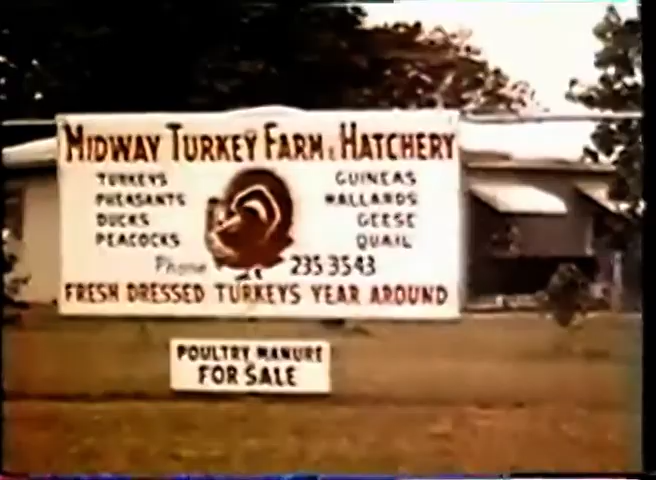 MIDWAY TURKEY FARM & HATCHERY
TURKEYS
PHEASANTS
DUCKS
PEACOCKS
GUINEAS
MALLARDS
GEESE
QUAIL
Phone 235 3543
FRESH DRESSED TURKEYS YEAR AROUND
POULTRY MANURE
FOR SALE